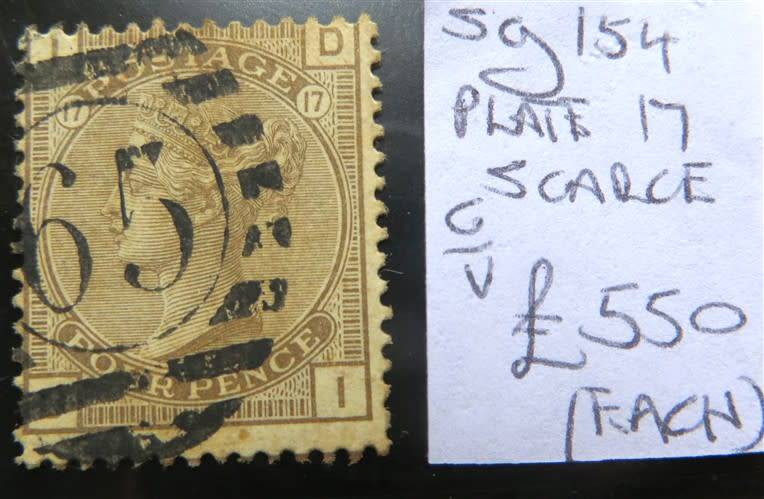 I D
POSTAGE
17 17
65
FOUR PENCE
I
SG 154
PLATE 17
SCARCE
C/V
£550
(EACH)